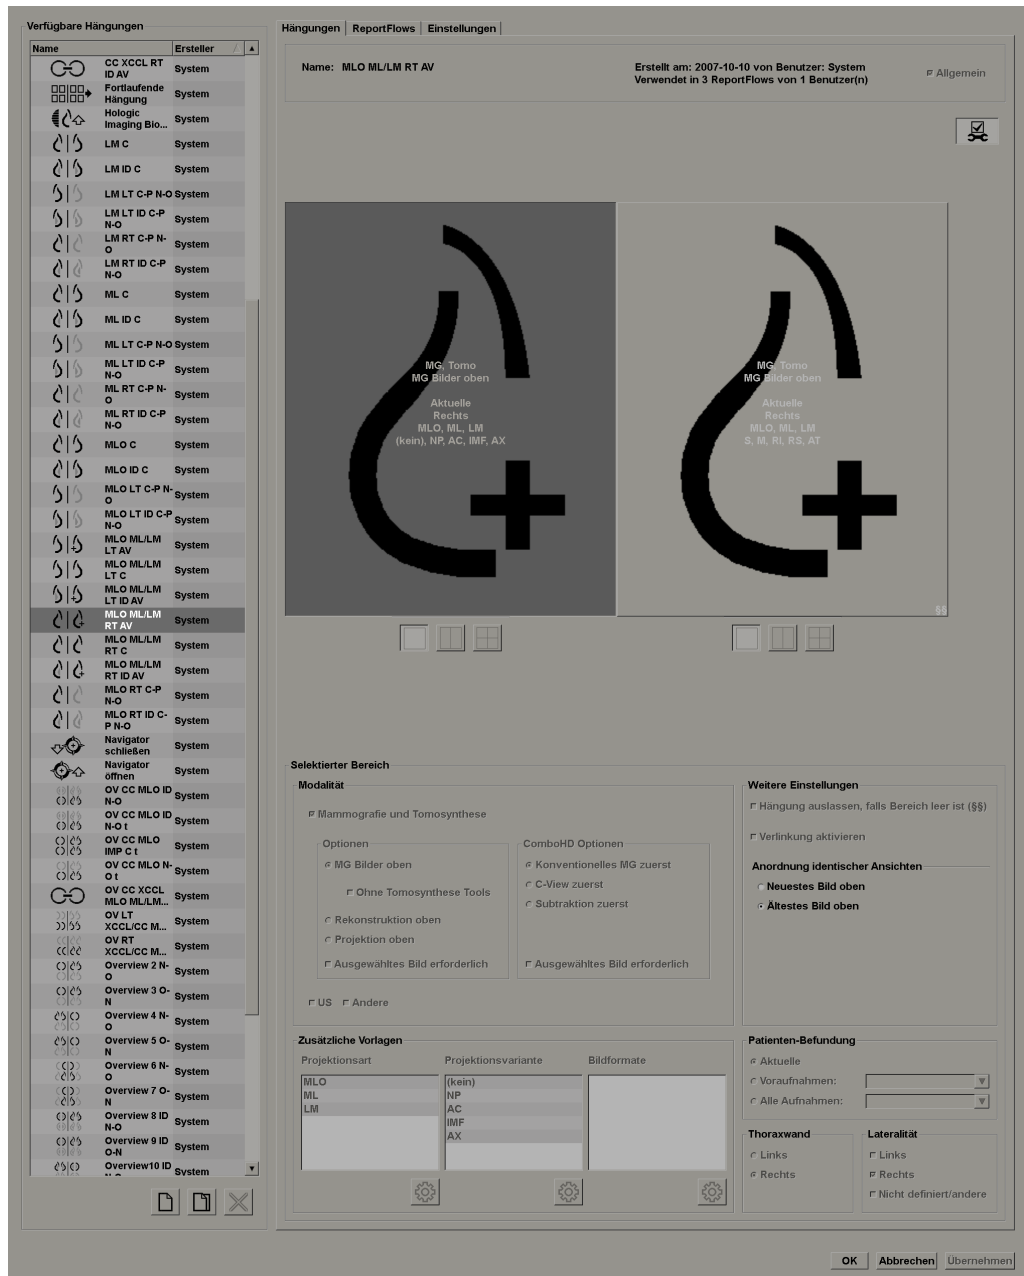 Verfügbare Hängungen
Name Ersteller
CC XCCL RT
ID AV System
Fortlaufende
Hängung System
Hologic
Imaging Bio... System
LM C System
LM ID C System
LM LT C-P N-O System
LM LT ID C-P
N-O System
LM RT C-P N-
O System
LM RT ID C-P
N-O System
ML C System
ML ID C System
ML LT C-P N-O System
ML LT ID C-P
N-O System
ML RT C-P N-
O System
ML RT ID C-P
N-O System
MLO C System
MLO ID C System
MLO LT C-P N-
O System
MLO LT ID C-P
N-O System
MLO ML/LM
LT AV System
MLO ML/LM
LT C System
MLO ML/LM
LT ID AV System
MLO ML/LM
RT AV System
MLO ML/LM
RT C System
MLO ML/LM
RT ID AV System
MLO RT C-P
N-O System
MLO RT ID C-
P N-O System
Navigator
schließen System
Navigator
öffnen System
OV CC MLO ID
N-O System
OV CC MLO ID
N-O t System
OV CC MLO
IMP C t System
OV CC MLO N-
O t System
OV CC XCCL
MLO ML/LM... System
OV LT
XCCL/CC M... System
OV RT
XCCL/CC M... System
Overview 2 N-
O System
Overview 3 O-
N System
Overview 4 N-
O System
Overview 5 O-
N System
Overview 6 N-
O System
Overview 7 O-
N System
Overview 8 ID
N-O System
Overview 9 ID
O-N System
Overview10 ID
N-O System
Hängungen ReportFlows Einstellungen
Name: MLO ML/LM RT AV
Erstellt am: 2007-10-10 von Benutzer: System
Verwendet in 3 ReportFlows von 1 Benutzer(n)
Allgemein
MG, Tomo
MG Bilder oben
Aktuelle
Rechts
MLO, ML, LM
(kein), NP, AC, IMF, AX
MG, Tomo
MG Bilder oben
Aktuelle
Rechts
MLO, ML, LM
S, M, RI, RS, AT
§§
Selektierter Bereich
Modalität
Mammografie und Tomosynthese
Optionen
MG Bilder oben
Ohne Tomosynthese Tools
Rekonstruktion oben
Projektion oben
Ausgewähltes Bild erforderlich
ComboHD Optionen
Konventionelles MG zuerst
C-View zuerst
Subtraktion zuerst
Ausgewähltes Bild erforderlich
US Andere
Weitere Einstellungen
Hängung auslassen, falls Bereich leer ist (§§)
Verlinkung aktivieren
Anordnung identischer Ansichten
Neuestes Bild oben
Ältestes Bild oben
Zusätzliche Vorlagen
Projektionsart Projektionsvariante Bildformate
MLO
ML
LM
(kein)
NP
AC
IMF
AX
Patienten-Befundung
Aktuelle
Voraufnahmen:
Alle Aufnahmen:
Thoraxwand
Links
Rechts
Lateralität
Links
Rechts
Nicht definiert/andere
OK Abbrechen Übernehmen